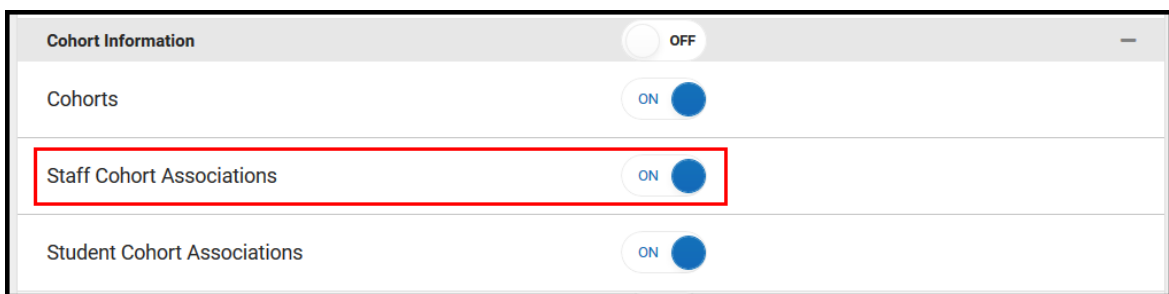 Cohort Information OFF
Cohorts ON
Staff Cohort Associations ON
Student Cohort Associations ON